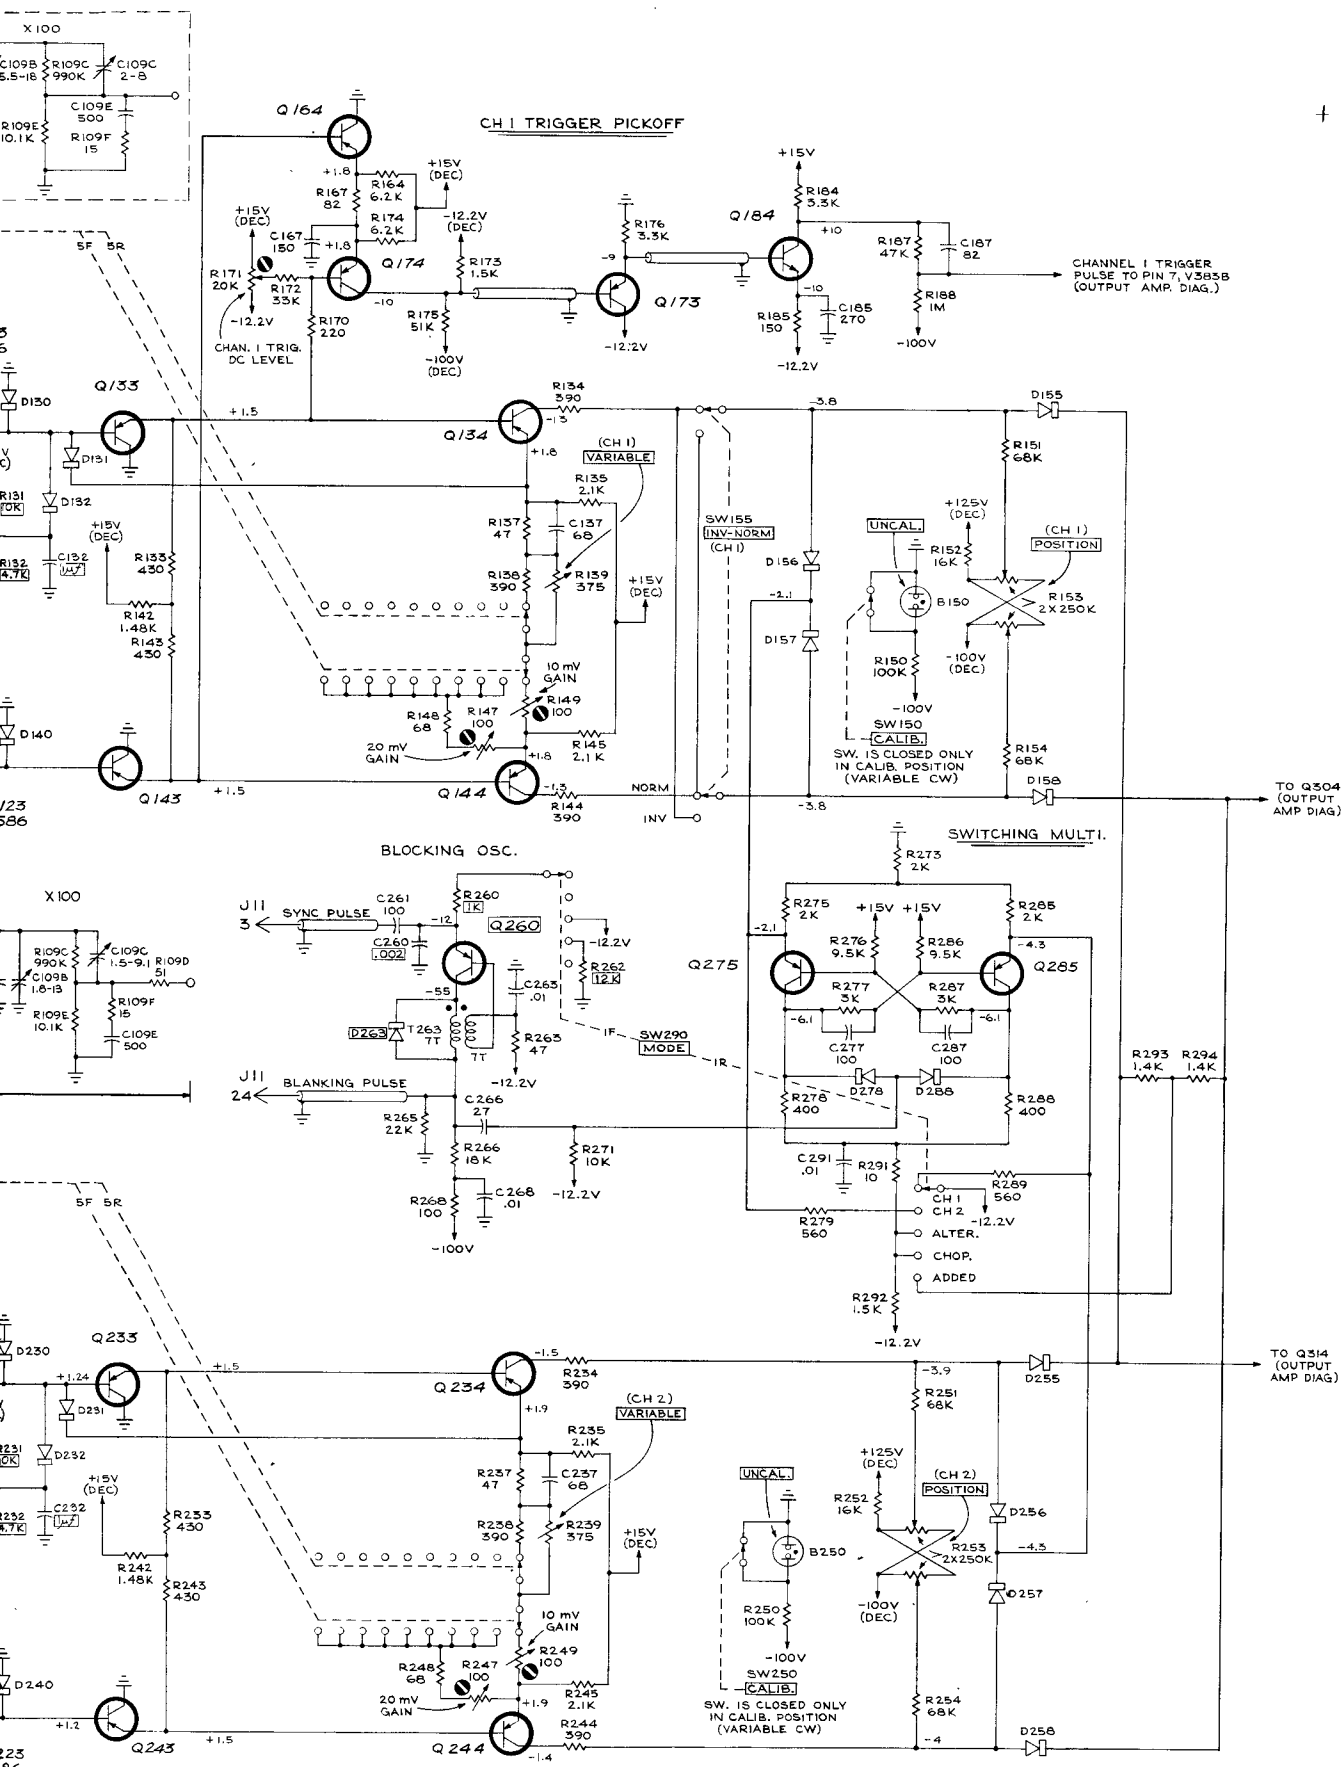 X100
C109B
5.5-18
R109C
990K
C109C
2-8
R109E
10.1K
C109E
500
R109F
15
Q164
CH 1 TRIGGER PICKOFF
+1.8
R164
6.2K
+15V
(DEC)
R167
82
R174
6.2K
C167
150
+1.8
+15V
(DEC)
-12.2V
(DEC)
R176
3.3K
+15V
R184
3.3K
Q184
+10
R187
47K
C187
82
CHANNEL 1 TRIGGER
PULSE TO PIN 7, V383B
(OUTPUT AMP. DIAG.)
5F 5R
R171
20K
R172
33K
Q174
R173
1.5K
-9
Q173
-10
-10
R188
1M
-12.2V
R170
220
R175
51K
R185
150
C185
270
CHAN. 1 TRIG.
DC LEVEL
-100V
(DEC)
-12.2V
-12.2V
-100V
Q133
D130
+1.5
Q134
R134
390
-13
-3.8
D155
D131
+1.8
(CH 1)
VARIABLE
R151
68K
R131
10K
D132
R135
2.1K
+15V
(DEC)
R137
47
C137
68
SW155
INV-NORM
(CH 1)
UNCAL.
+125V
(DEC)
(CH 1)
POSITION
R132
4.7K
C132
1µf
R133
430
R138
390
R139
375
+15V
(DEC)
D156
R152
16K
-2.1
B150
R153
2X250K
R142
1.48K
R143
430
D157
10 mV
GAIN
R150
100K
-100V
(DEC)
R148
68
R147
100
R149
100
-100V
SW150
CALIB.
SW. IS CLOSED ONLY
IN CALIB. POSITION
(VARIABLE CW)
20 mV
GAIN
R145
2.1K
+1.8
R154
68K
D140
Q143
+1.5
Q144
-1.3
R144
390
NORM
INV
-3.8
D158
TO Q304
(OUTPUT
AMP DIAG)
BLOCKING OSC.
SWITCHING MULTI.
R273
2K
X100
J11
3
SYNC PULSE
C261
100
-12
R260
1K
Q260
C260
.002
-12.2V
R262
12K
R275
2K
+15V
+15V
R285
2K
-2.1
-4.3
R276
9.5K
R286
9.5K
Q275
Q285
R109C
990K
C109C
1.5-9.1
R109D
51
C109B
1.8-13
R109F
15
R109E
10.1K
C109E
500
-55
C263
.01
D263
T263
7T
7T
R263
47
-12.2V
R277
3K
R287
3K
-6.1
-6.1
C277
100
C287
100
1F
SW290
MODE
1R
D278
D288
R278
400
R288
400
R293
1.4K
R294
1.4K
J11
24
BLANKING PULSE
C266
27
R265
22K
R266
18K
R271
10K
-12.2V
R268
100
C268
.01
-100V
C291
.01
R291
10
R289
560
CH 1
CH 2
-12.2V
R279
560
ALTER.
CHOP.
ADDED
R292
1.5K
-12.2V
5F 5R
Q233
D230
+1.24
+1.5
Q234
-1.5
R234
390
-3.9
D255
TO Q314
(OUTPUT
AMP DIAG)
D231
+1.9
(CH 2)
VARIABLE
R251
68K
D232
R235
2.1K
+15V
(DEC)
R237
47
C237
68
UNCAL.
+125V
(DEC)
(CH 2)
POSITION
R232
4.7K
C232
1µf
R233
430
R238
390
R239
375
+15V
(DEC)
R252
16K
D256
B250
R253
2X250K
-4.3
R242
1.48K
R243
430
D257
10 mV
GAIN
R250
100K
-100V
(DEC)
R248
68
R247
100
R249
100
-100V
SW250
CALIB.
SW. IS CLOSED ONLY
IN CALIB. POSITION
(VARIABLE CW)
20 mV
GAIN
R245
2.1K
+1.9
R254
68K
D240
+1.2
Q243
+1.5
Q244
-1.4
R244
390
-4
D258